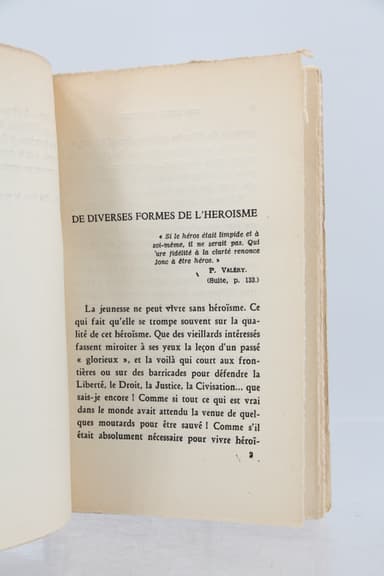 DE DIVERSES FORMES DE L'HEROISME
« Si le héros était limpide et à
soi-même, il ne serait pas. Qui
'ure fidélité à la clarté renonce
donc à être héros. »
P. VALÉRY.
(Suite, p. 133.)
La jeunesse ne peut vivre sans héroïsme. Ce
qui fait qu'elle se trompe souvent sur la qua-
lité de cet héroïsme. Que des vieillards intéressés
fassent miroiter à ses yeux la leçon d'un passé
« glorieux », et la voilà qui court aux fron-
tières ou sur des barricades pour défendre la
Liberté, le Droit, la Justice, la Civisation... que
sais-je encore ! Comme si tout ce qui est vrai
dans le monde avait attendu la venue de quel-
ques moutards pour être sauvé ! Comme s'il
était absolument nécessaire pour vivre héroï-